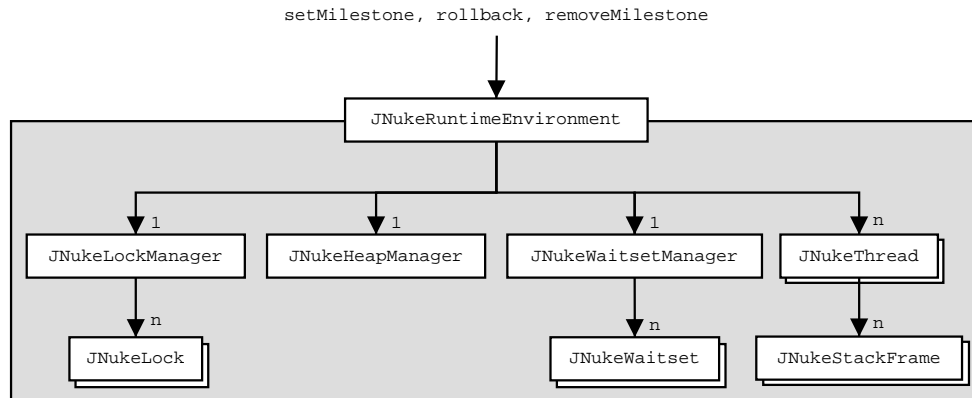 setMilestone, rollback, removeMilestone
JNukeRuntimeEnvironment
1 1 1 n
JNukeLockManager JNukeHeapManager JNukeWaitsetManager JNukeThread
n n n
JNukeLock JNukeWaitset JNukeStackFrame